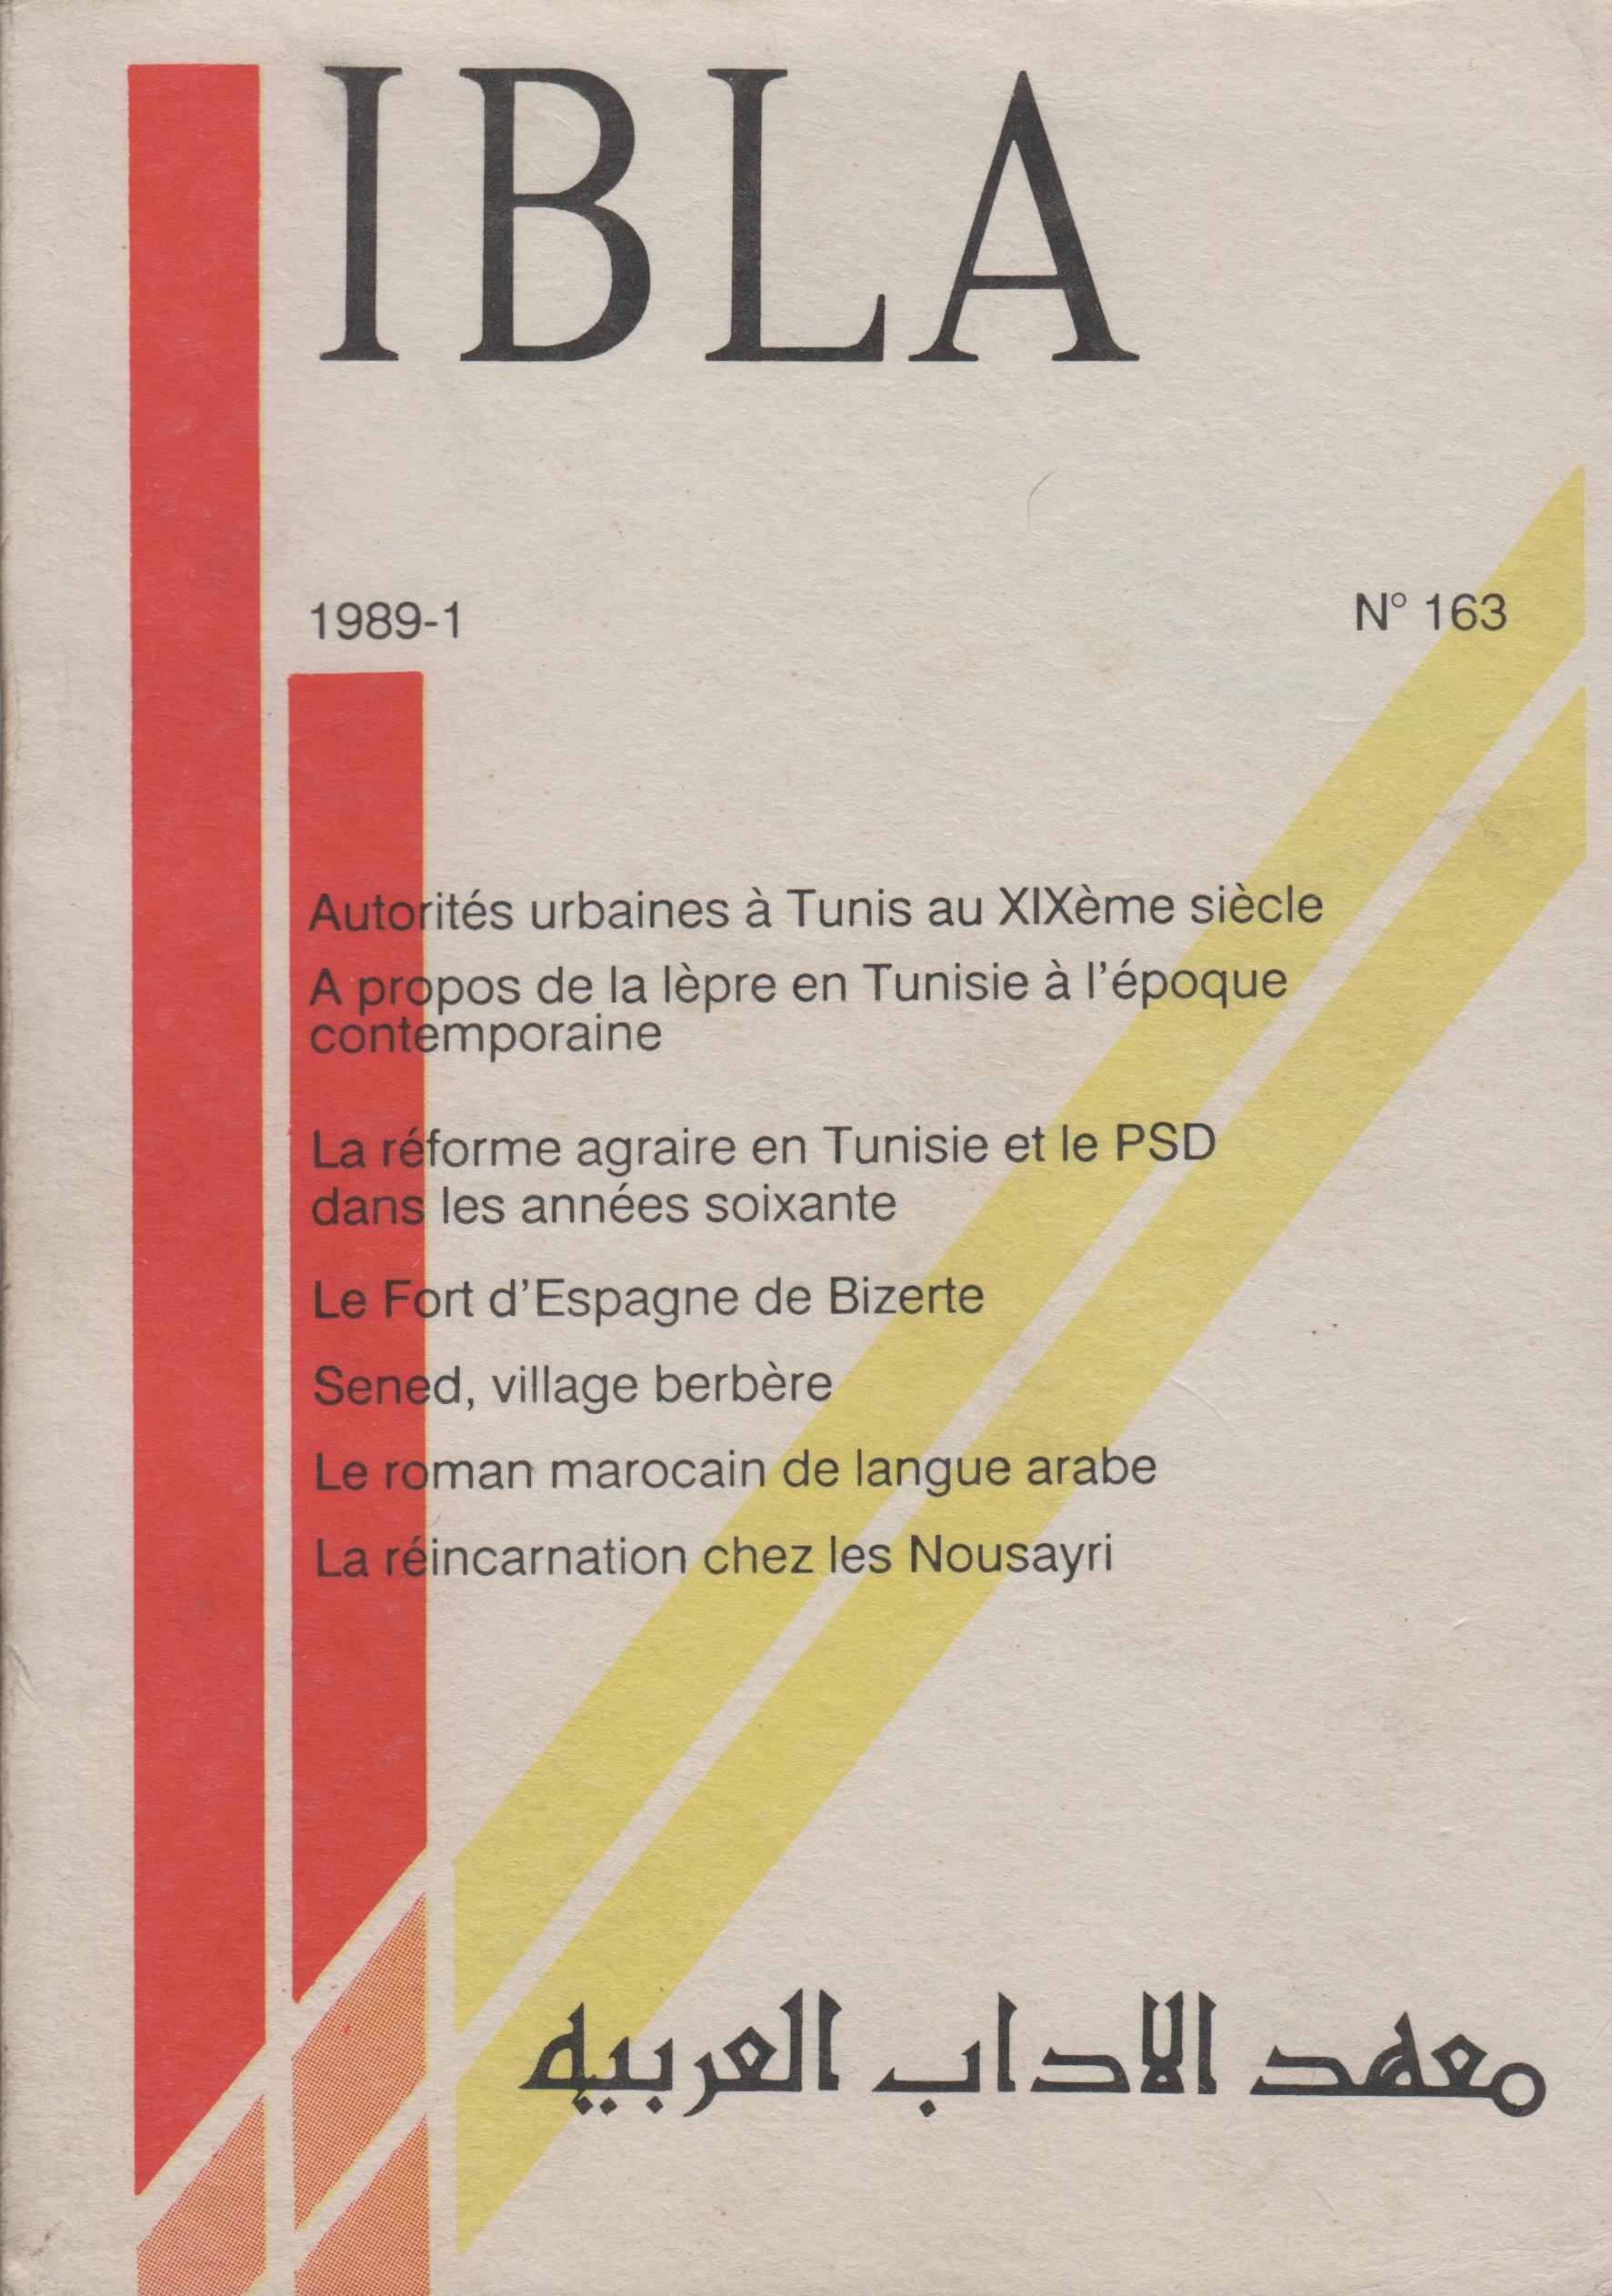 IBLA
1989-1
N° 163
Autorités urbaines à Tunis au XIXème siècle
A propos de la lèpre en Tunisie à l'époque
contemporaine
La réforme agraire en Tunisie et le PSD
dans les années soixante
Le Fort d'Espagne de Bizerte
Sened, village berbère
Le roman marocain de langue arabe
La réincarnation chez les Nousayri
معهد الاداب العربيه